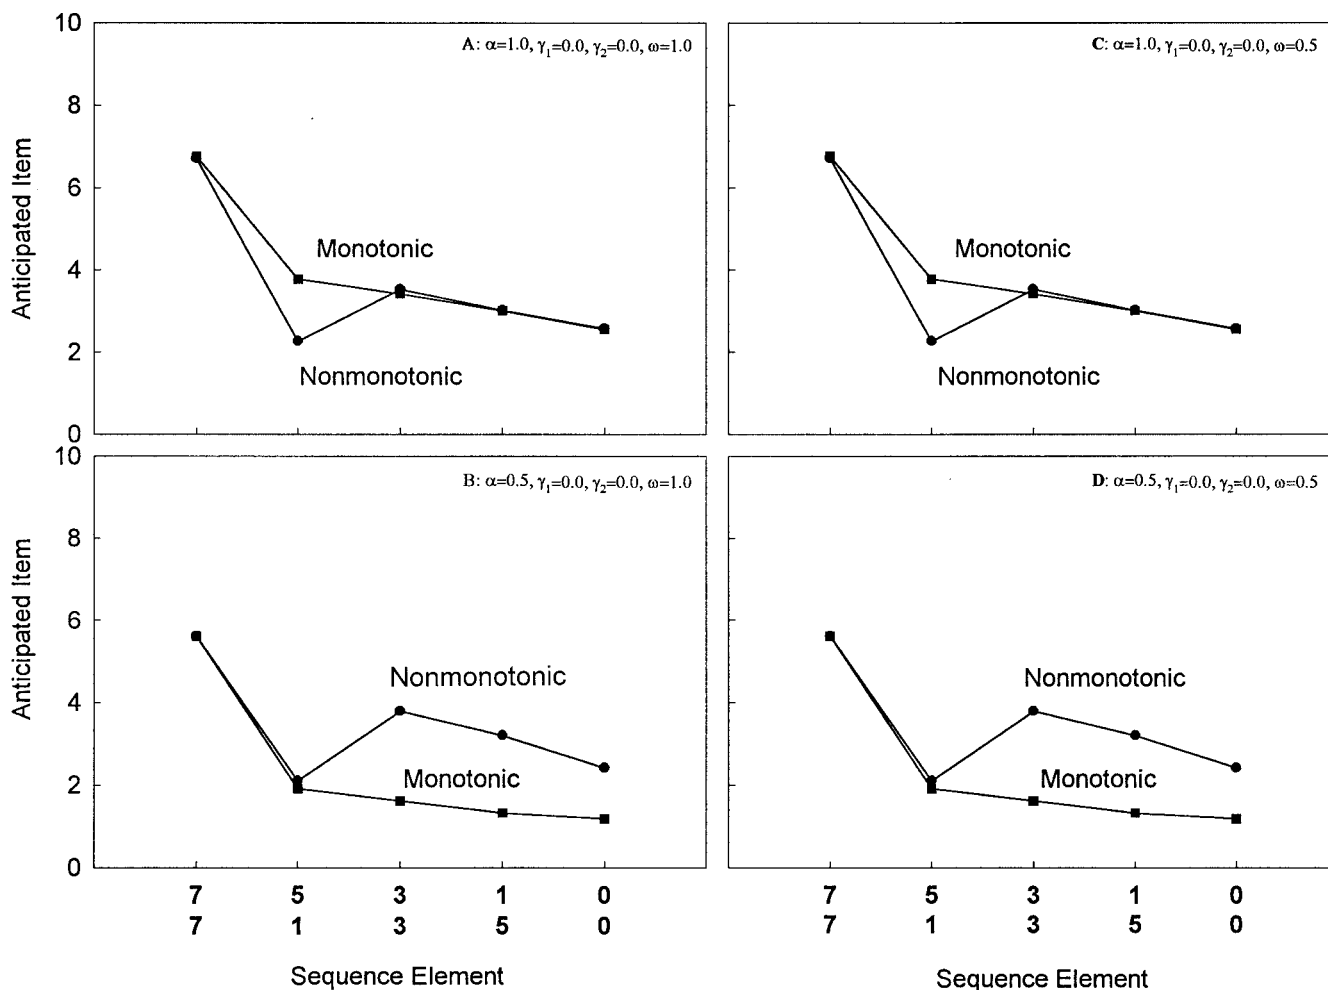 10
A: α=1.0, γ₁=0.0, γ₂=0.0, ω=1.0
8
6
4
2
0
Anticipated Item
Monotonic
Nonmonotonic
C: α=1.0, γ₁=0.0, γ₂=0.0, ω=0.5
Monotonic
Nonmonotonic
10
B: α=0.5, γ₁=0.0, γ₂=0.0, ω=1.0
8
6
4
2
0
Anticipated Item
Nonmonotonic
Monotonic
7 5 3 1 0
7 1 3 5 0
Sequence Element
D: α=0.5, γ₁=0.0, γ₂=0.0, ω=0.5
Nonmonotonic
Monotonic
7 5 3 1 0
7 1 3 5 0
Sequence Element